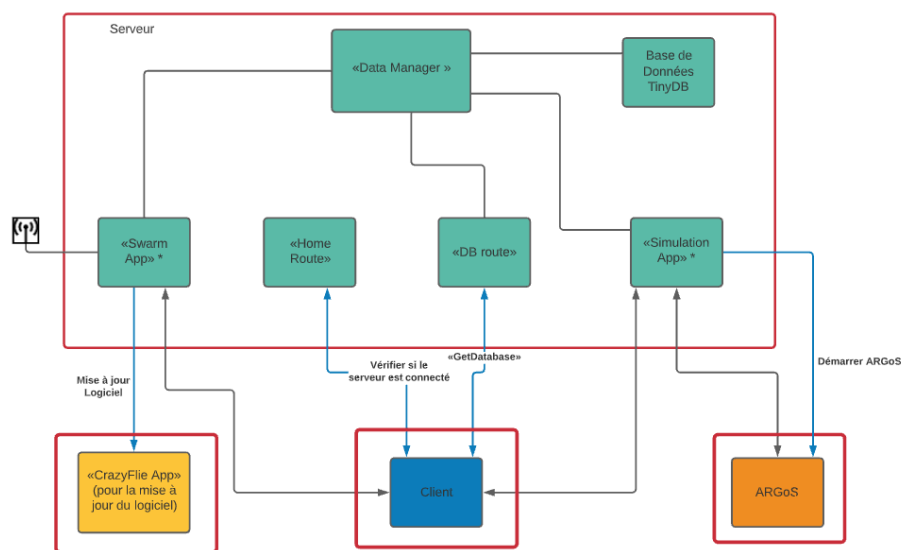 Serveur
«Data Manager »
Base de
Données
TinyDB
«Swarm
App» *
«Home
Route»
«DB route»
«Simulation
App» *
Mise à jour
Logiciel
Vérifier si le
serveur est connecté
«GetDatabase»
Démarrer ARGoS
«CrazyFlie App»
(pour la mise à
jour du logiciel)
Client
ARGoS